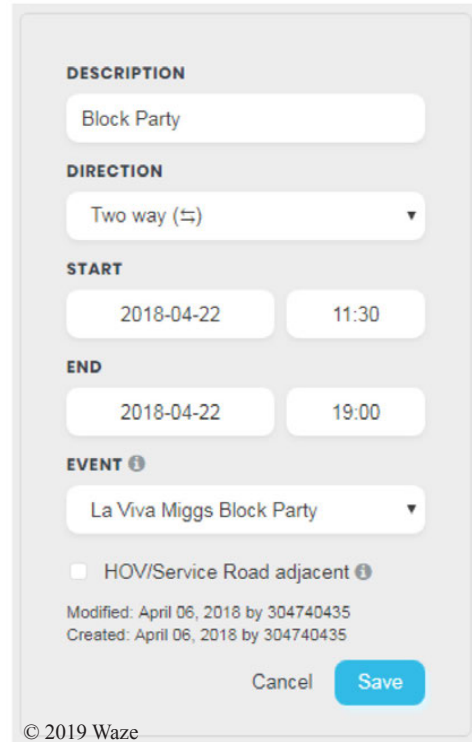 DESCRIPTION
Block Party
DIRECTION
Two way (⇆)
START
2018-04-22 11:30
END
2018-04-22 19:00
EVENT
La Viva Miggs Block Party
HOV/Service Road adjacent
Modified: April 06, 2018 by 304740435
Created: April 06, 2018 by 304740435
Cancel Save
© 2019 Waze